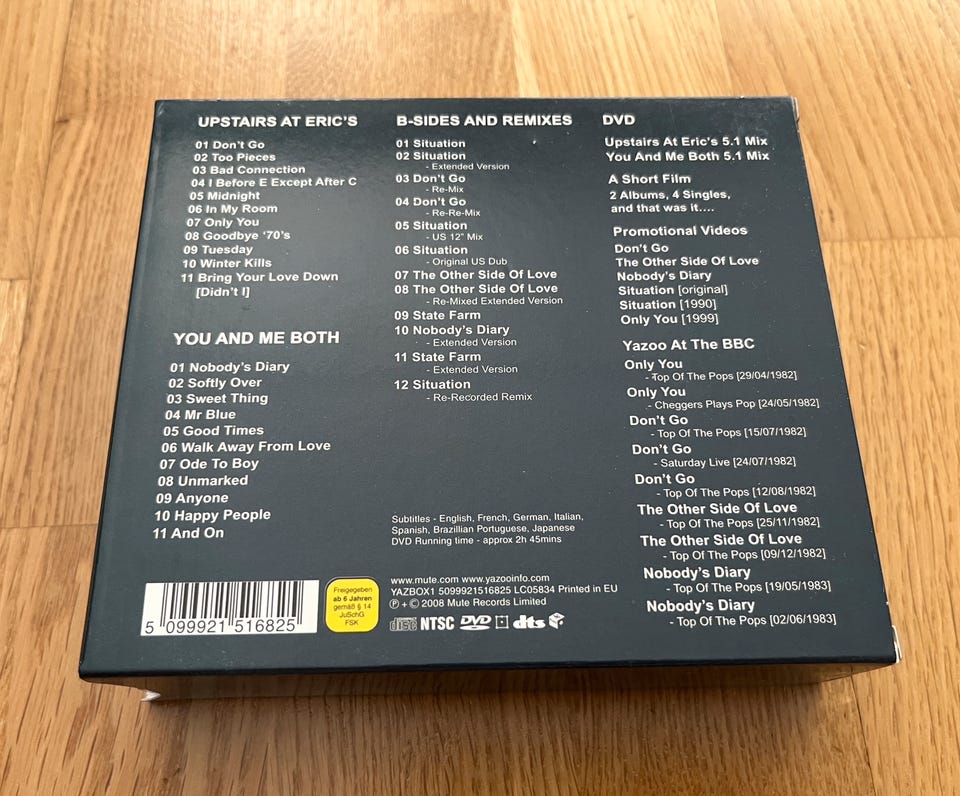 UPSTAIRS AT ERIC'S
01 Don't Go
02 Too Pieces
03 Bad Connection
04 I Before E Except After C
05 Midnight
06 In My Room
07 Only You
08 Goodbye '70's
09 Tuesday
10 Winter Kills
11 Bring Your Love Down
[Didn't I]
YOU AND ME BOTH
01 Nobody's Diary
02 Softly Over
03 Sweet Thing
04 Mr Blue
05 Good Times
06 Walk Away From Love
07 Ode To Boy
08 Unmarked
09 Anyone
10 Happy People
11 And On
B-SIDES AND REMIXES
01 Situation
02 Situation
- Extended Version
03 Don't Go
- Re-Mix
04 Don't Go
- Re-Re-Mix
05 Situation
- US 12" Mix
06 Situation
- Original US Dub
07 The Other Side Of Love
08 The Other Side Of Love
- Re-Mixed Extended Version
09 State Farm
10 Nobody's Diary
- Extended Version
11 State Farm
- Extended Version
12 Situation
- Re-Recorded Remix
DVD
Upstairs At Eric's 5.1 Mix
You And Me Both 5.1 Mix
A Short Film
2 Albums, 4 Singles,
and that was it....
Promotional Videos
Don't Go
The Other Side Of Love
Nobody's Diary
Situation [original]
Situation [1990]
Only You [1999]
Yazoo At The BBC
Only You
- Top Of The Pops [29/04/1982]
Only You
- Cheggers Plays Pop [24/05/1982]
Don't Go
- Top Of The Pops [15/07/1982]
Don't Go
- Saturday Live [24/07/1982]
Don't Go
- Top Of The Pops [12/08/1982]
The Other Side Of Love
- Top Of The Pops [25/11/1982]
The Other Side Of Love
- Top Of The Pops [09/12/1982]
Nobody's Diary
- Top Of The Pops [19/05/1983]
Nobody's Diary
- Top Of The Pops [02/06/1983]
Subtitles - English, French, German, Italian,
Spanish, Brazillian Portuguese, Japanese
DVD Running time - approx 2h 45mins
5 099921 516825
Freigegeben
ab 6 Jahren
gemäß § 14
JuSchG
FSK
www.mute.com www.yazooinfo.com
YAZBOX1 5099921516825 LC05834 Printed in EU
℗ + © 2008 Mute Records Limited
disc NTSC DVD dts